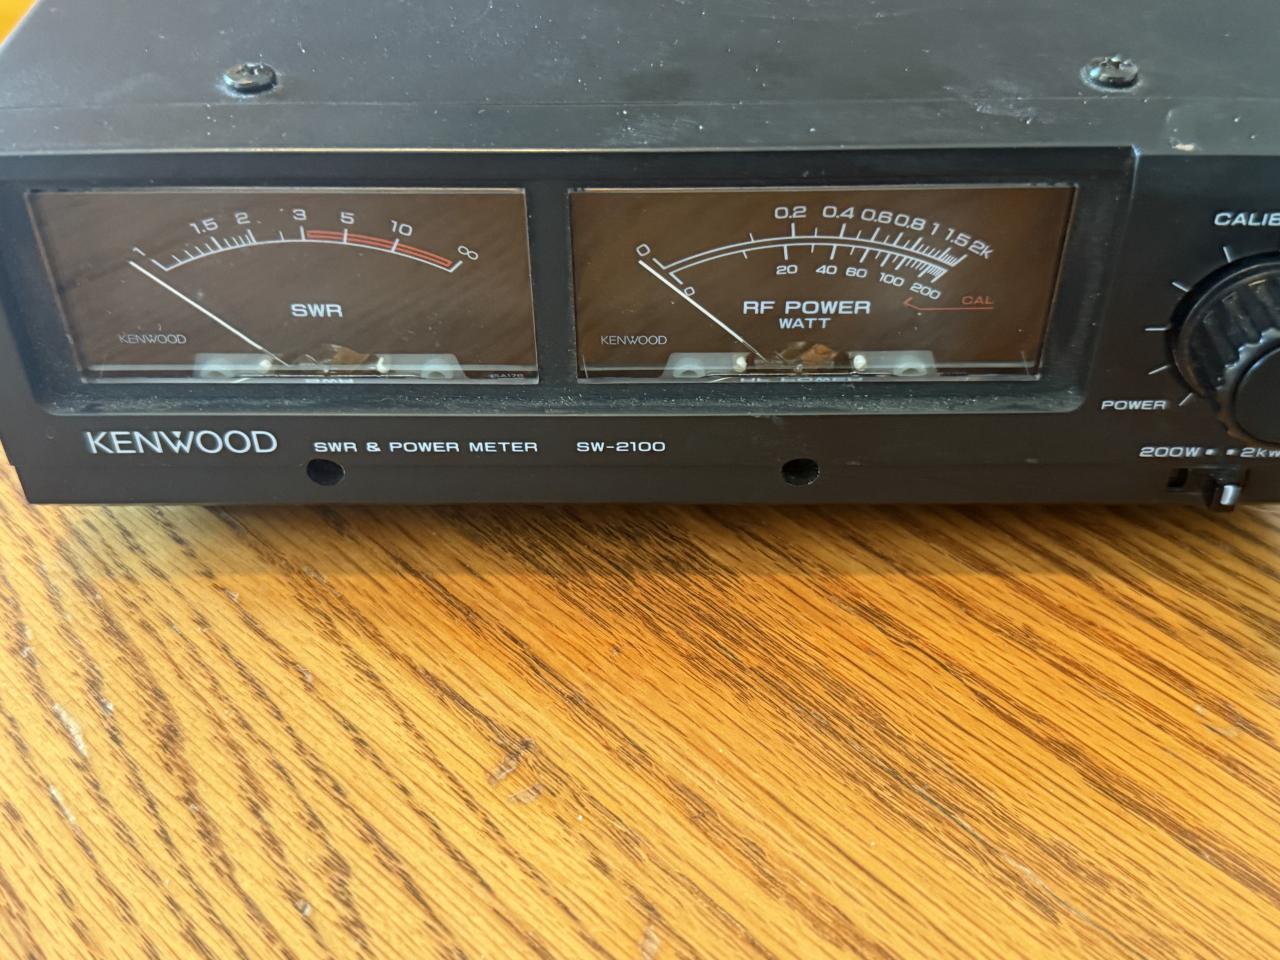 1 1.5 2 3 5 10 ∞
SWR
KENWOOD
0 0.2 0.4 0.6 0.8 1 1.5 2k
0 20 40 60 100 200
RF POWER
WATT
CAL
KENWOOD
POWER
KENWOOD SWR & POWER METER SW-2100
200W 2kW